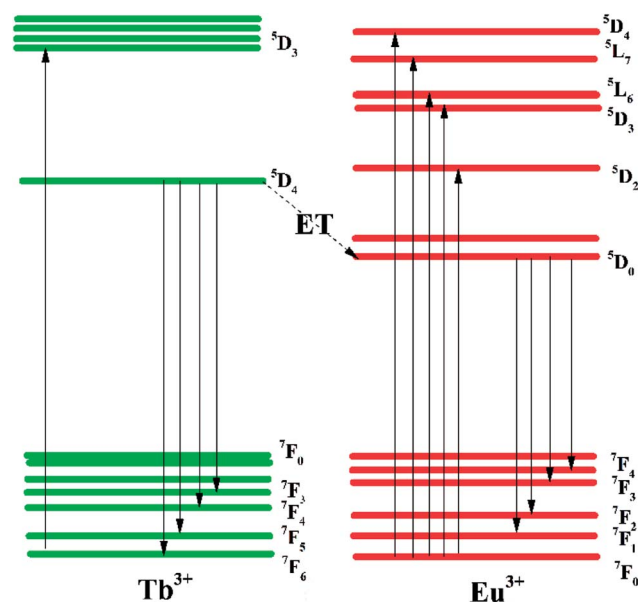 ⁵D₃
⁵D₄
ET
⁷F₀
⁷F₃
⁷F₄
⁷F₅
⁷F₆
Tb³⁺
⁵D₄
⁵L₇
⁵L₆
⁵D₃
⁵D₂
⁵D₀
⁷F₄
⁷F₃
⁷F₂
⁷F₁
⁷F₀
Eu³⁺